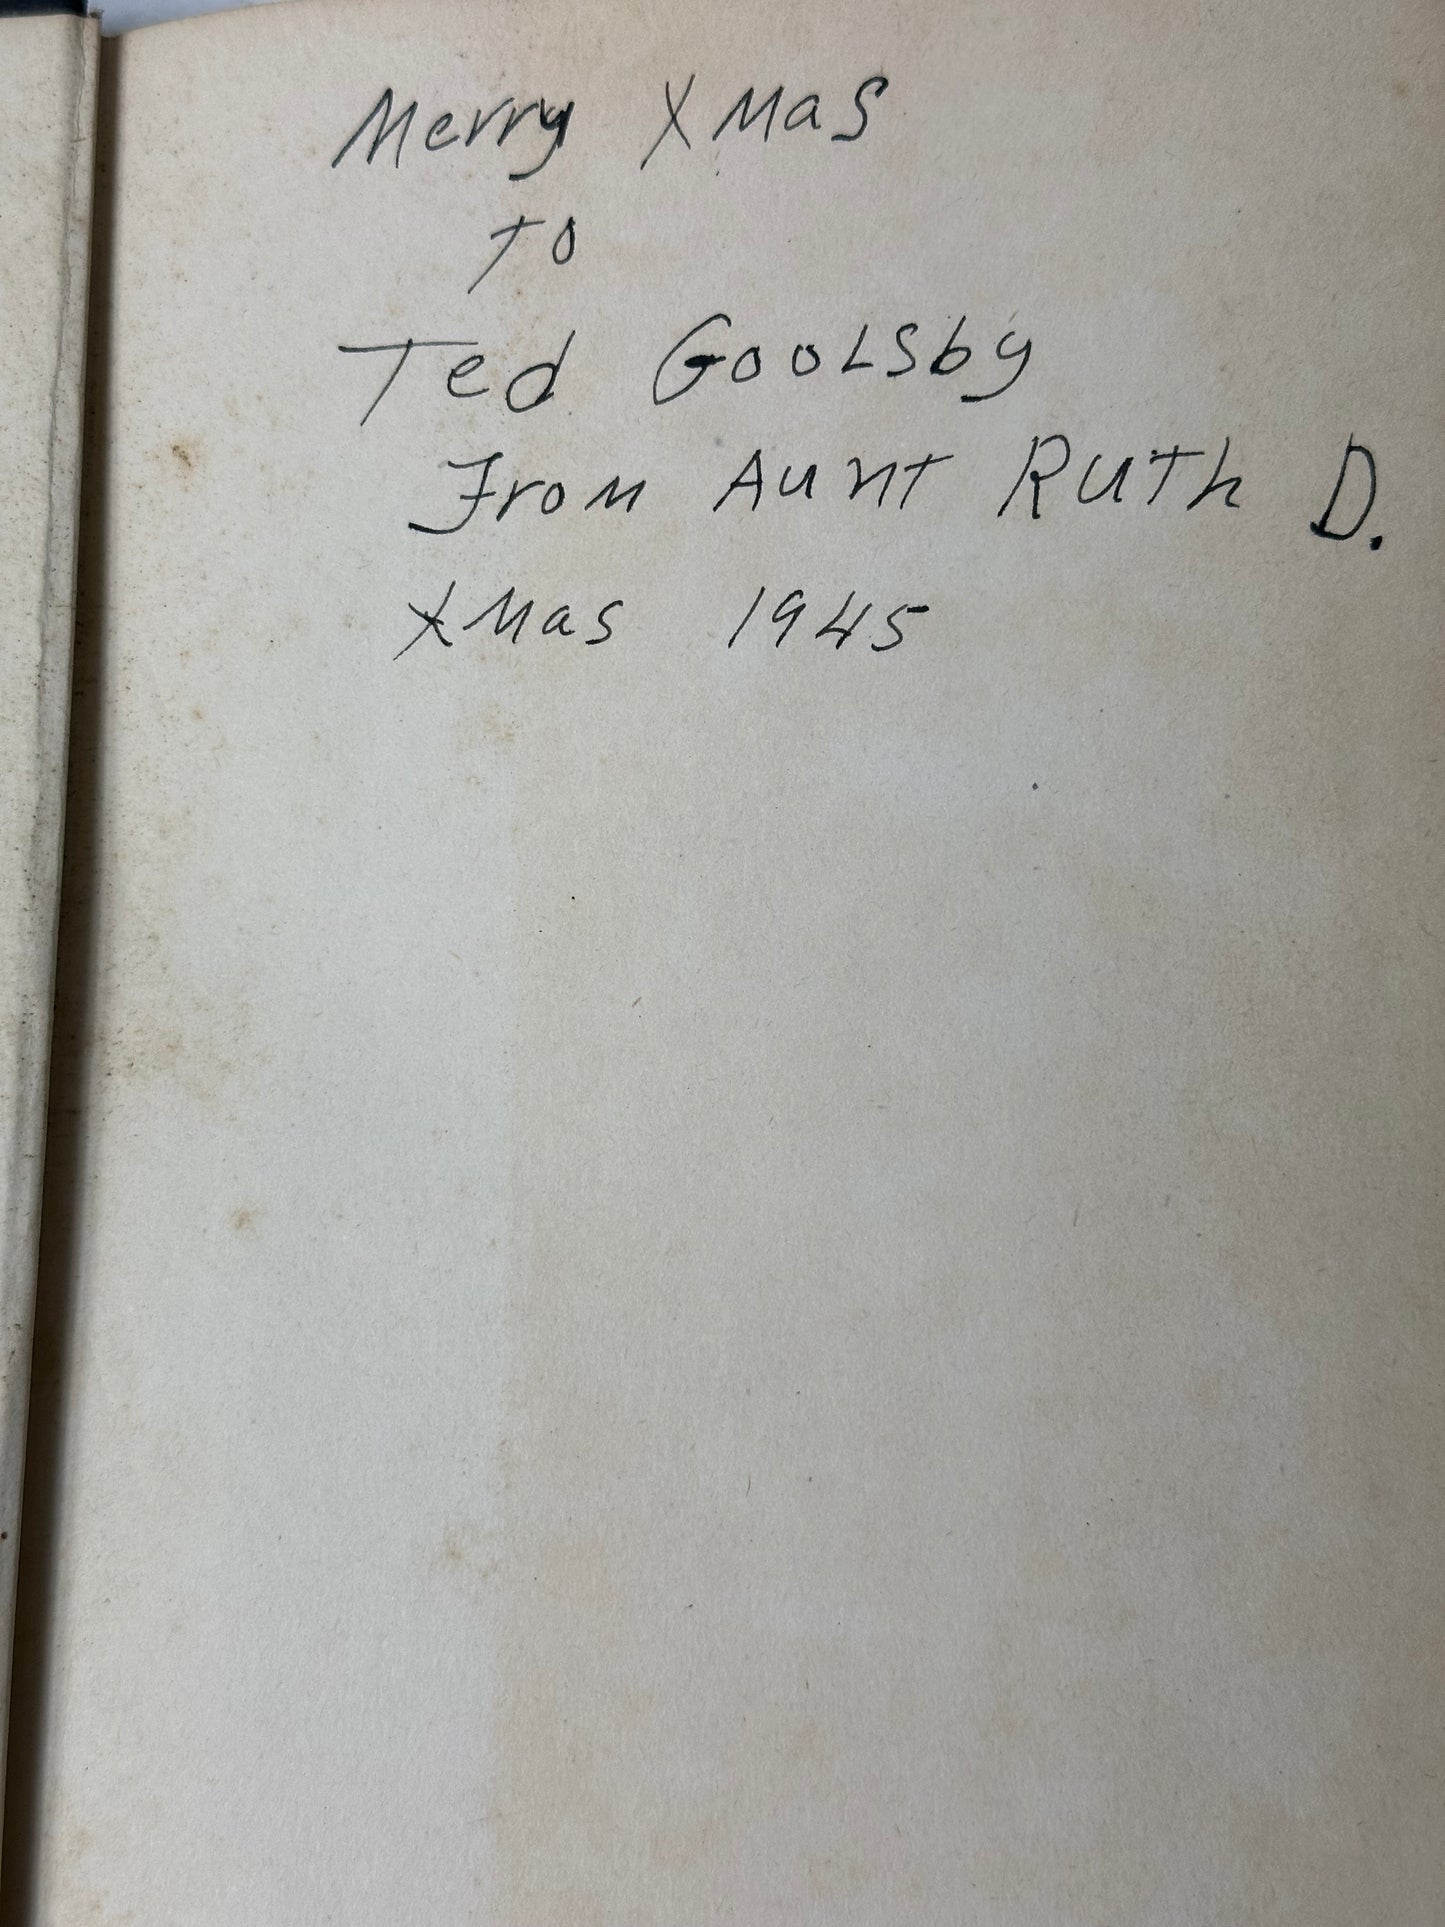 Merry XMas
To
Ted Goolsby
From Aunt Ruth D.
XMas 1945